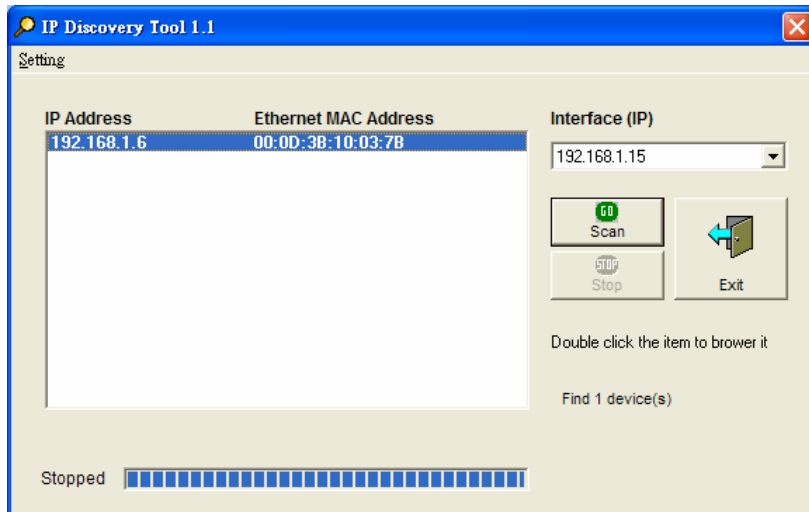 IP Discovery Tool 1.1
Setting
IP Address Ethernet MAC Address
192.168.1.6 00:0D:3B:10:03:7B
Interface (IP)
192.168.1.15
GO
Scan
STOP
Stop
Exit
Double click the item to brower it
Find 1 device(s)
Stopped